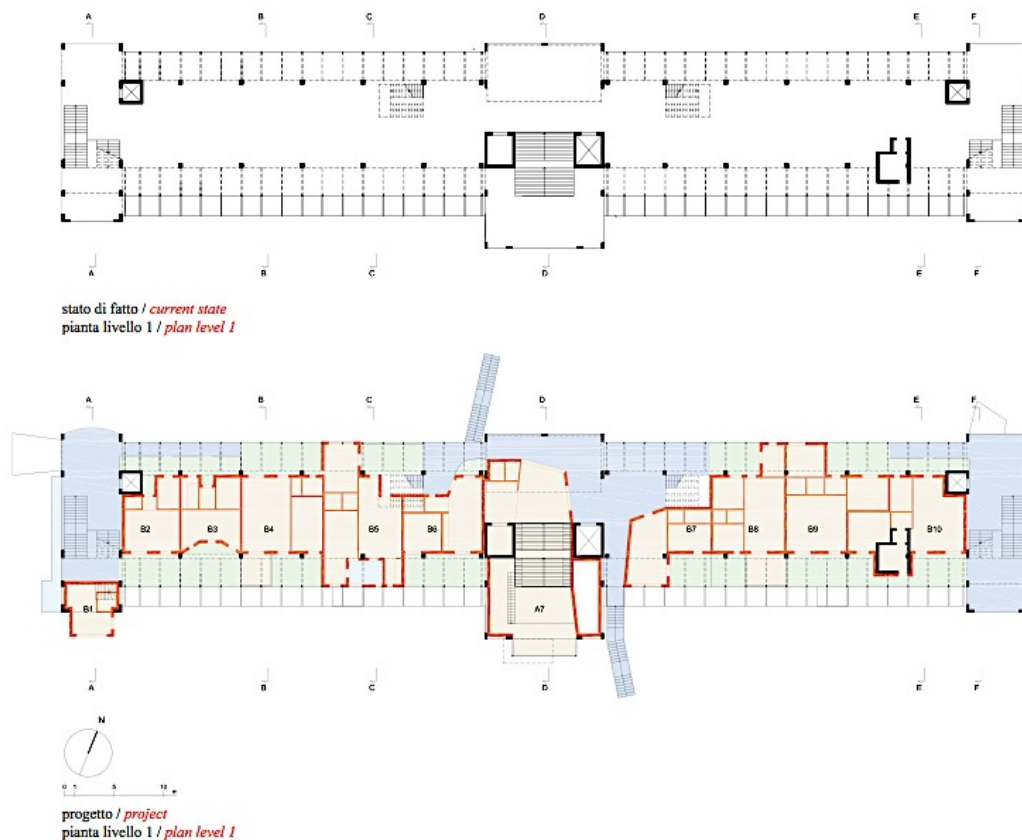 A B C D E F
A B C D E F
stato di fatto / current state
pianta livello 1 / plan level 1
A B C D E F
B2 B3 B4 B5 B6 B7 B8 B9 B10
B1 A7
A B C D E F
N
0 1 5 10
progetto / project
pianta livello 1 / plan level 1